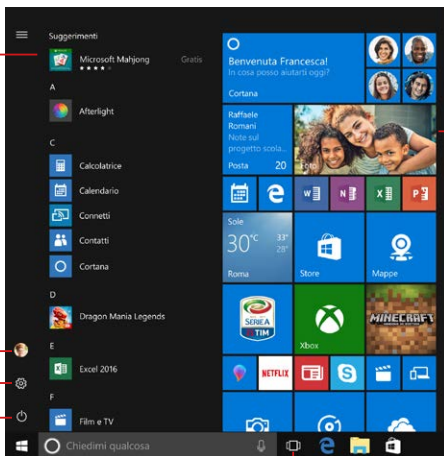 Suggerimenti
Microsoft Mahjong
Gratis
A
Afterlight
C
Calcolatrice
Calendario
Connetti
Contatti
Cortana
D
Dragon Mania Legends
E
Excel 2016
F
Film e TV
Chiedimi qualcosa
Benvenuta Francesca!
In cosa posso aiutarti oggi?
Cortana
Raffaele
Romani
Note sul
progetto scola...
Posta 20
Foto
Sole
30°C 33°
20°
Roma
Store
Mappe
SERIE A
TIM
Xbox
MINECRAFT
NETFLIX